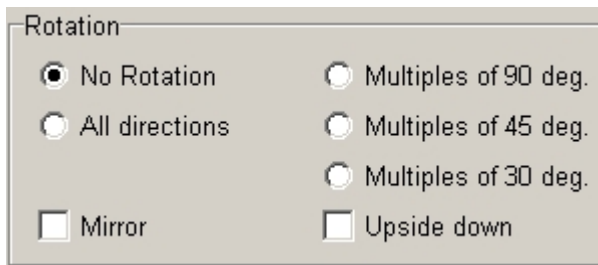 Rotation
No Rotation
Multiples of 90 deg.
All directions
Multiples of 45 deg.
Multiples of 30 deg.
Mirror
Upside down